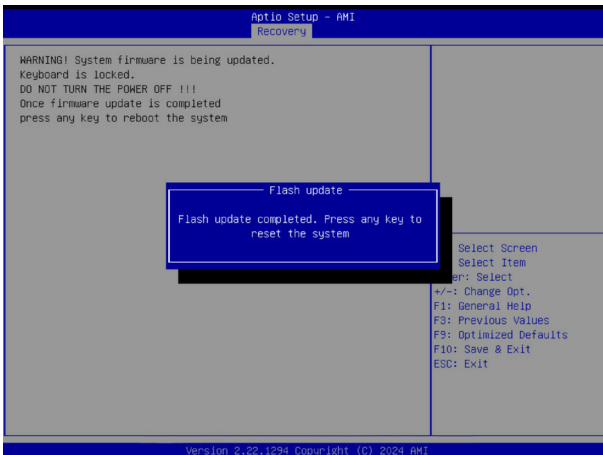 Aptio Setup - AMI
Recovery
WARNING! System firmware is being updated.
Keyboard is locked.
DO NOT TURN THE POWER OFF !!!
Once firmware update is completed
press any key to reboot the system
Flash update
Flash update completed. Press any key to
reset the system
Select Screen
Select Item
er: Select
+/-: Change Opt.
F1: General Help
F3: Previous Values
F9: Optimized Defaults
F10: Save & Exit
ESC: Exit
Version 2.22.1294 Copyright (C) 2024 AMI